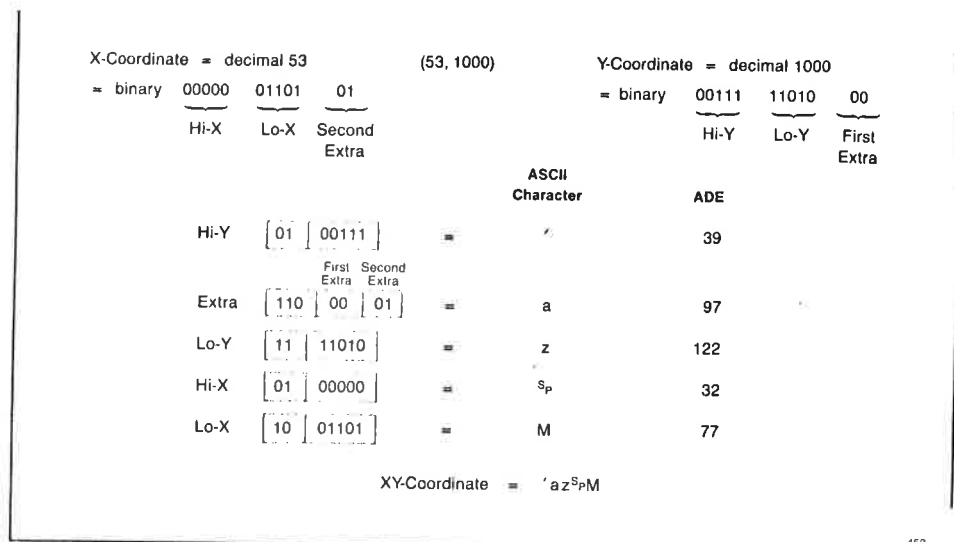 X-Coordinate = decimal 53 (53, 1000) Y-Coordinate = decimal 1000
= binary 00000 01101 01 = binary 00111 11010 00
Hi-X Lo-X Second Extra Hi-Y Lo-Y First Extra
ASCII Character ADE
Hi-Y 01 00111 = ' 39
First Extra Second Extra
Extra 110 00 01 = a 97
Lo-Y 11 11010 = z 122
Hi-X 01 00000 = SP 32
Lo-X 10 01101 = M 77
XY-Coordinate = 'azSPM